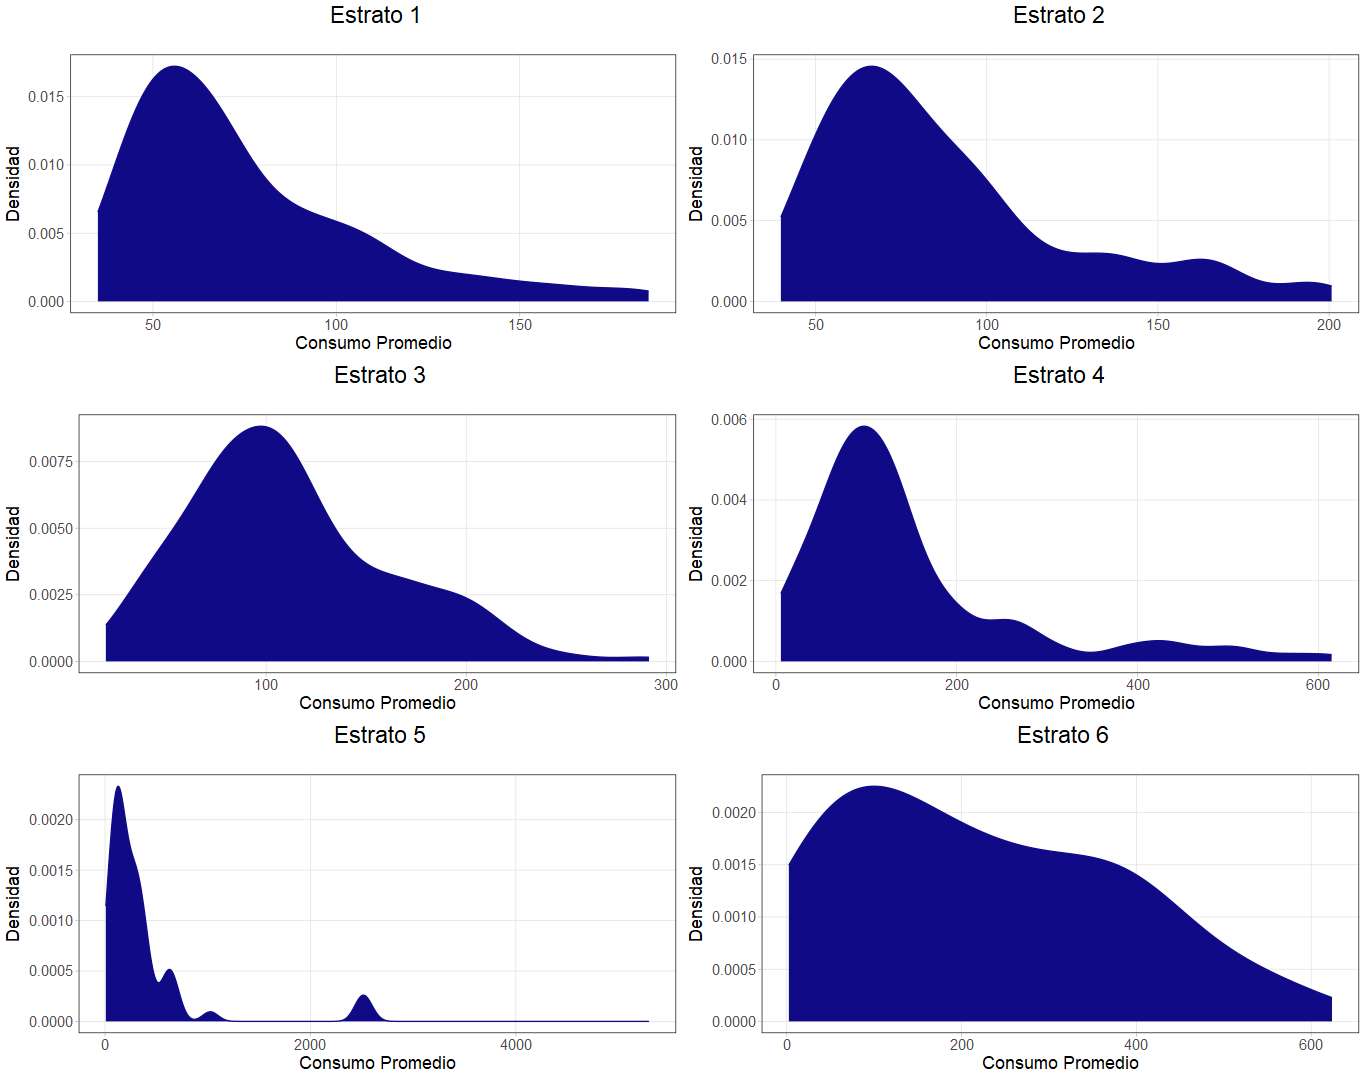 Estrato 1
0.015
0.010
0.005
0.000
Densidad
50 100 150
Consumo Promedio
Estrato 2
0.015
0.010
0.005
0.000
Densidad
50 100 150 200
Consumo Promedio
Estrato 3
0.0075
0.0050
0.0025
0.0000
Densidad
100 200 300
Consumo Promedio
Estrato 4
0.006
0.004
0.002
0.000
Densidad
0 200 400 600
Consumo Promedio
Estrato 5
0.0020
0.0015
0.0010
0.0005
0.0000
Densidad
0 2000 4000
Consumo Promedio
Estrato 6
0.0020
0.0015
0.0010
0.0005
0.0000
Densidad
0 200 400 600
Consumo Promedio